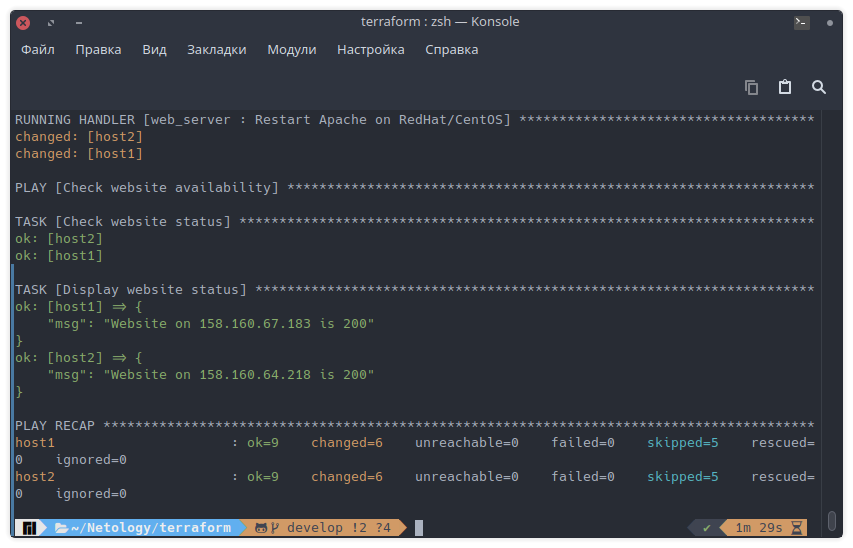 terraform : zsh — Konsole
Файл Правка Вид Закладки Модули Настройка Справка
RUNNING HANDLER [web_server : Restart Apache on RedHat/CentOS] *************************************
changed: [host2]
changed: [host1]
PLAY [Check website availability] ******************************************************************
TASK [Check website status] ************************************************************************
ok: [host2]
ok: [host1]
TASK [Display website status] **********************************************************************
ok: [host1] => {
"msg": "Website on 158.160.67.183 is 200"
}
ok: [host2] => {
"msg": "Website on 158.160.64.218 is 200"
}
PLAY RECAP *****************************************************************************************
host1 : ok=9 changed=6 unreachable=0 failed=0 skipped=5 rescued=
0 ignored=0
host2 : ok=9 changed=6 unreachable=0 failed=0 skipped=5 rescued=
0 ignored=0
~/Netology/terraform develop !2 ?4 ✔ 1m 29s